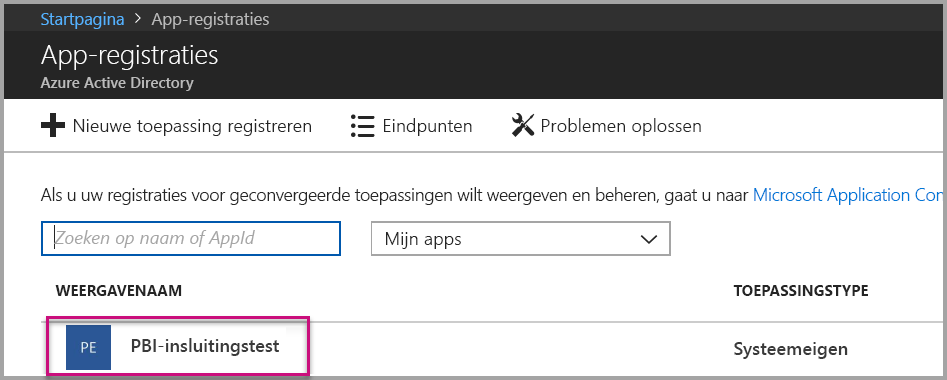 Startpagina > App-registraties
App-registraties
Azure Active Directory
Nieuwe toepassing registreren Eindpunten Problemen oplossen
Als u uw registraties voor geconvergeerde toepassingen wilt weergeven en beheren, gaat u naar Microsoft Application Con
Zoeken op naam of AppId Mijn apps
WEERGAVENAAM TOEPASSINGSTYPE
PE PBI-insluitingstest Systeemeigen